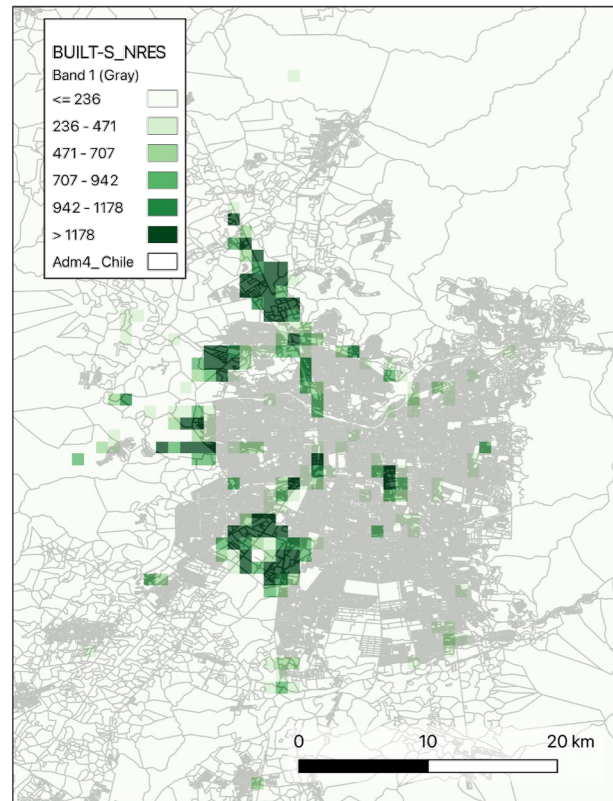 BUILT-S_NRES
Band 1 (Gray)
<= 236
236 - 471
471 - 707
707 - 942
942 - 1178
> 1178
Adm4_Chile
0 10 20 km